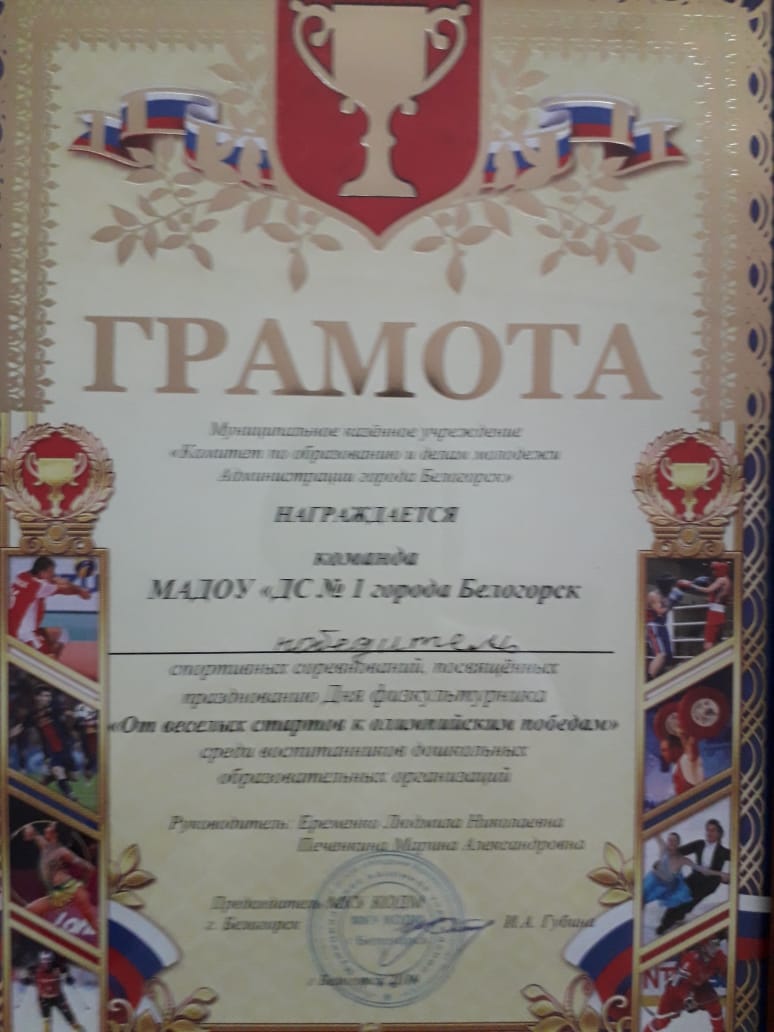 ГРАМОТА
Муниципальное казённое учреждение
«Комитет по образованию и делам молодежи
Администрации города Белогорск»
НАГРАЖДАЕТСЯ
команда
МАДОУ «ДС № 1 города Белогорск
победитель
спортивных соревнований, посвящённых
празднованию Дня физкультурника
«От веселых стартов к олимпийским победам»
среди воспитанников дошкольных
образовательных организаций
Руководитель: Еременко Людмила Николаевна
Печенкина Марина Александровна
Председатель МКУ КОДМ
г. Белогорск И.А. Губина
г Белогорск